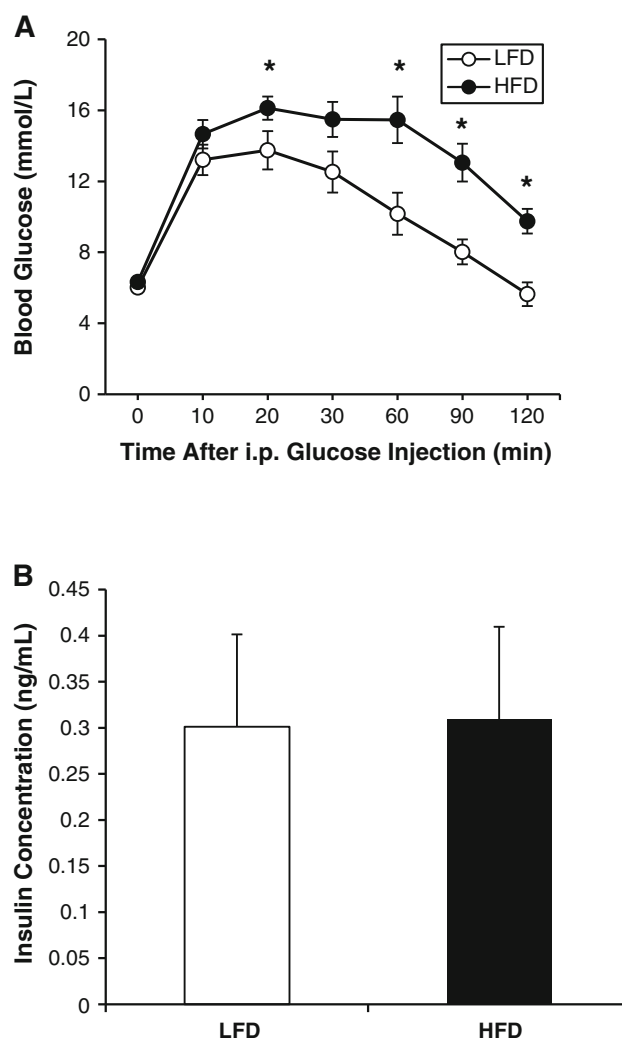 A
20
16
12
8
4
0
Blood Glucose (mmol/L)
LFD
HFD
*
*
*
*
0 10 20 30 60 90 120
Time After i.p. Glucose Injection (min)
B
0.45
0.4
0.35
0.3
0.25
0.2
0.15
0.1
0.05
0
Insulin Concentration (ng/mL)
LFD HFD